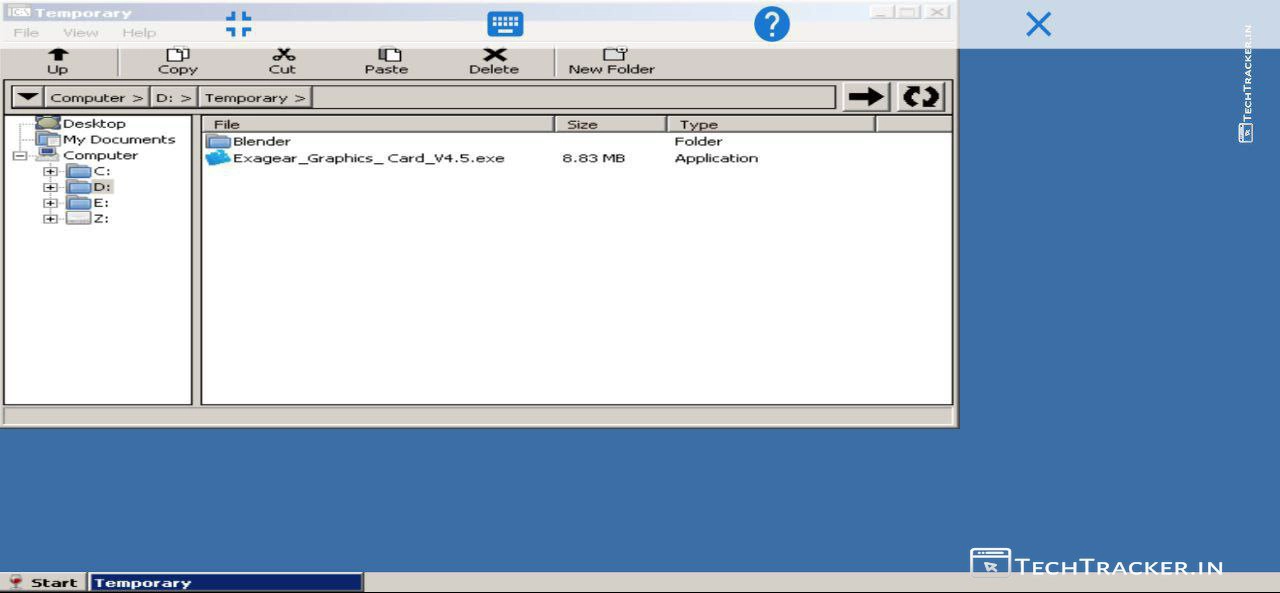 Temporary
File View Help
Up Copy Cut Paste Delete New Folder
Computer > D: > Temporary >
Desktop
My Documents
Computer
C:
D:
E:
Z:
File Size Type
Blender Folder
Exagear_Graphics_ Card_V4.5.exe 8.83 MB Application
TECHTRACKER.IN
TECHTRACKER.IN
Start Temporary